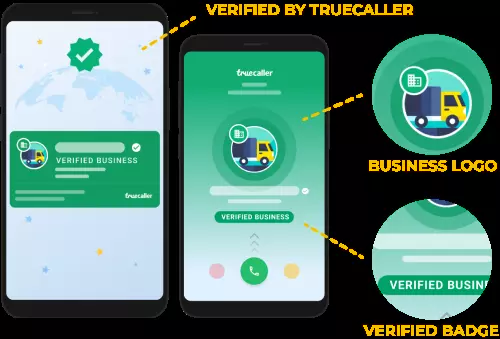 VERIFIED BY TRUECALLER
truecaller
VERIFIED BUSINESS
truecaller
VERIFIED BUSINESS
BUSINESS LOGO
VERIFIED BUSIN
VERIFIED BADGE